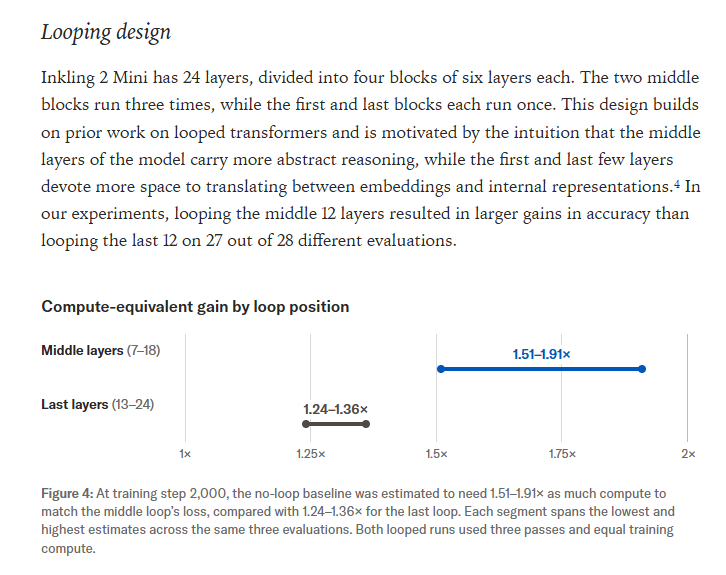 Looping design
Inkling 2 Mini has 24 layers, divided into four blocks of six layers each. The two middle
blocks run three times, while the first and last blocks each run once. This design builds
on prior work on looped transformers and is motivated by the intuition that the middle
layers of the model carry more abstract reasoning, while the first and last few layers
devote more space to translating between embeddings and internal representations.⁴ In
our experiments, looping the middle 12 layers resulted in larger gains in accuracy than
looping the last 12 on 27 out of 28 different evaluations.
Compute-equivalent gain by loop position
Middle layers (7–18)
1.51–1.91×
Last layers (13–24)
1.24–1.36×
1×
1.25×
1.5×
1.75×
2×
Figure 4: At training step 2,000, the no-loop baseline was estimated to need 1.51–1.91× as much compute to
match the middle loop's loss, compared with 1.24–1.36× for the last loop. Each segment spans the lowest and
highest estimates across the same three evaluations. Both looped runs used three passes and equal training
compute.